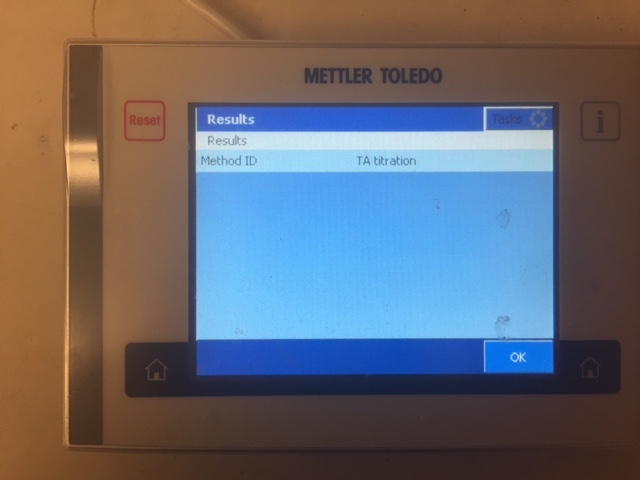 METTLER TOLEDO
Reset
Results
Tasks
i
Results
Method ID TA titration
OK